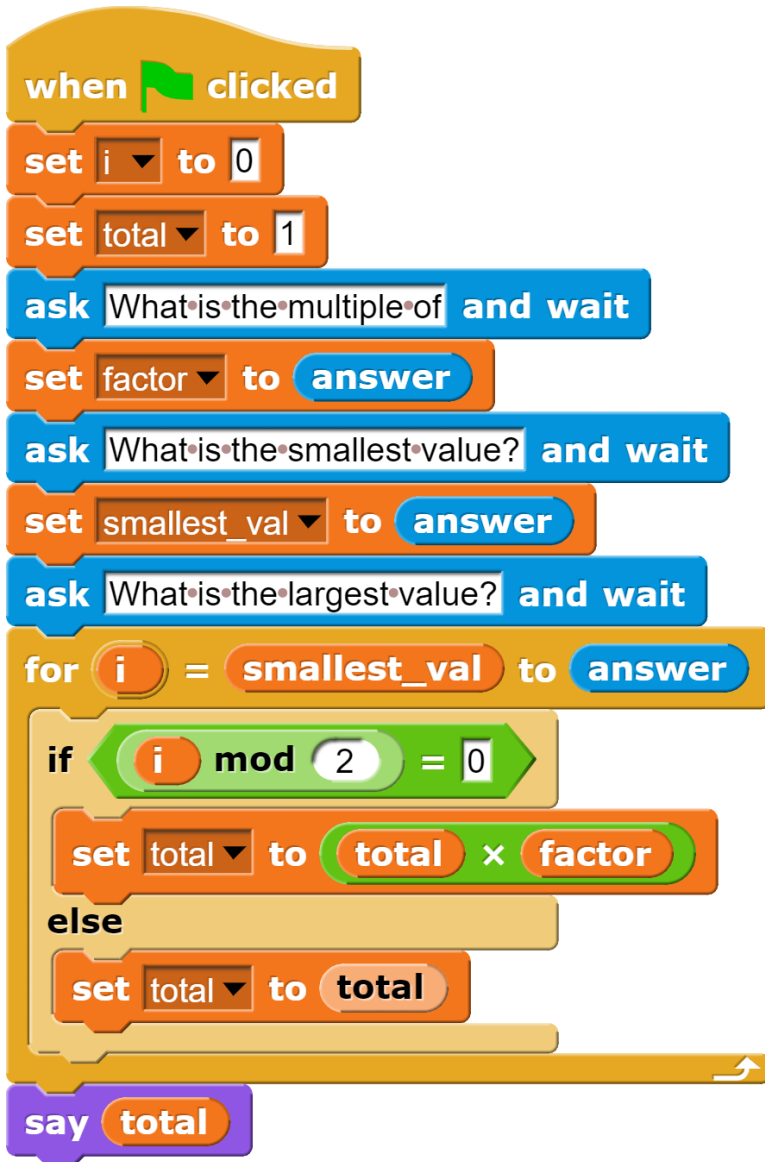 when clicked
set i to 0
set total to 1
ask What is the multiple of and wait
set factor to answer
ask What is the smallest value? and wait
set smallest_val to answer
ask What is the largest value? and wait
for i = smallest_val to answer
if i mod 2 = 0
set total to total × factor
else
set total to total
say total